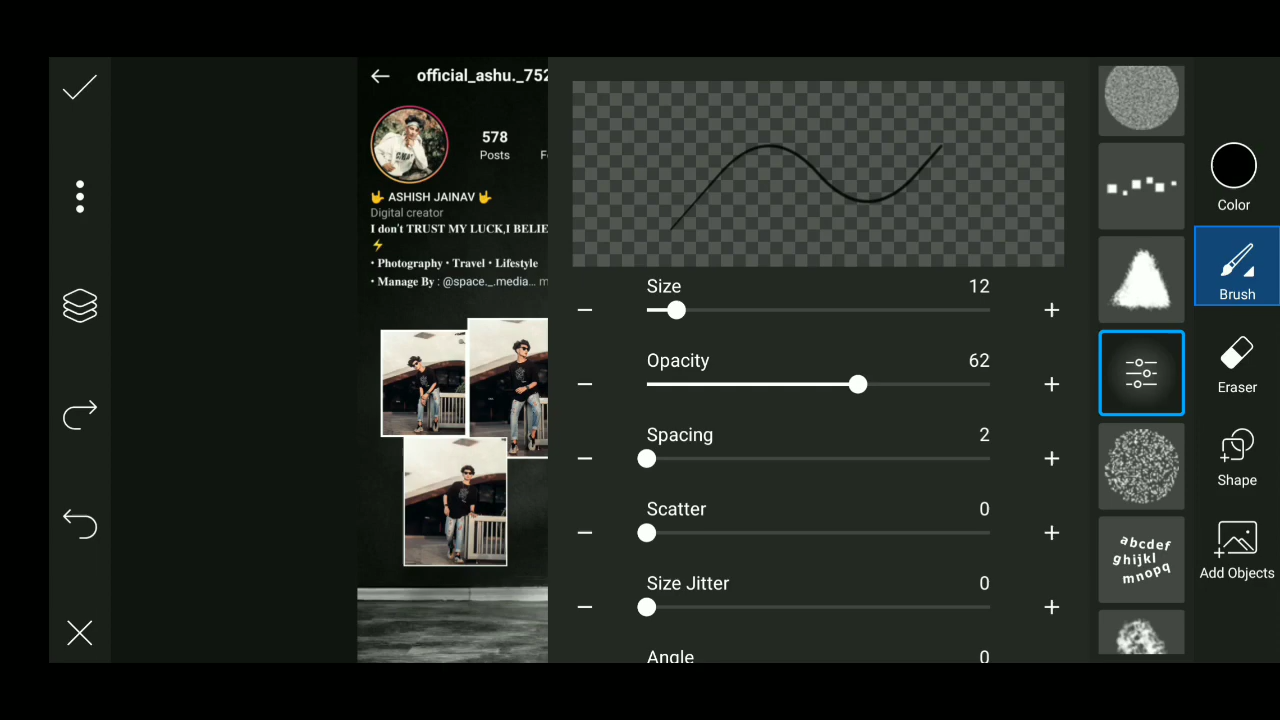 official_ashu._752
578
Posts
F
🤟 ASHISH JAINAV 🤟
Digital creator
I don't TRUST MY LUCK,I BELIE
⚡
• Photography • Travel • Lifestyle
• Manage By : @space._.media... m
Size 12
Opacity 62
Spacing 2
Scatter 0
Size Jitter 0
Angle 0
abcdef
ghijkl
mnopq
Color
Brush
Eraser
Shape
Add Objects